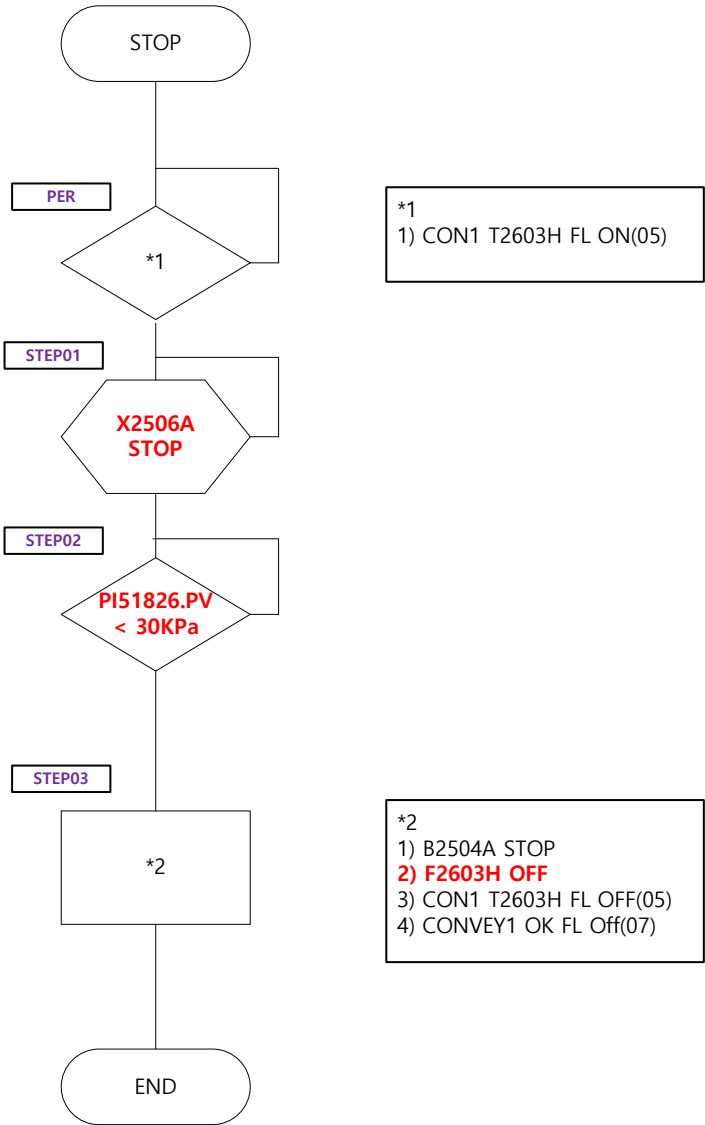 STOP
PER
*1
*1
1) CON1 T2603H FL ON(05)
STEP01
X2506A
STOP
STEP02
PI51826.PV
< 30KPa
STEP03
*2
*2
1) B2504A STOP
2) F2603H OFF
3) CON1 T2603H FL OFF(05)
4) CONVEY1 OK FL Off(07)
END